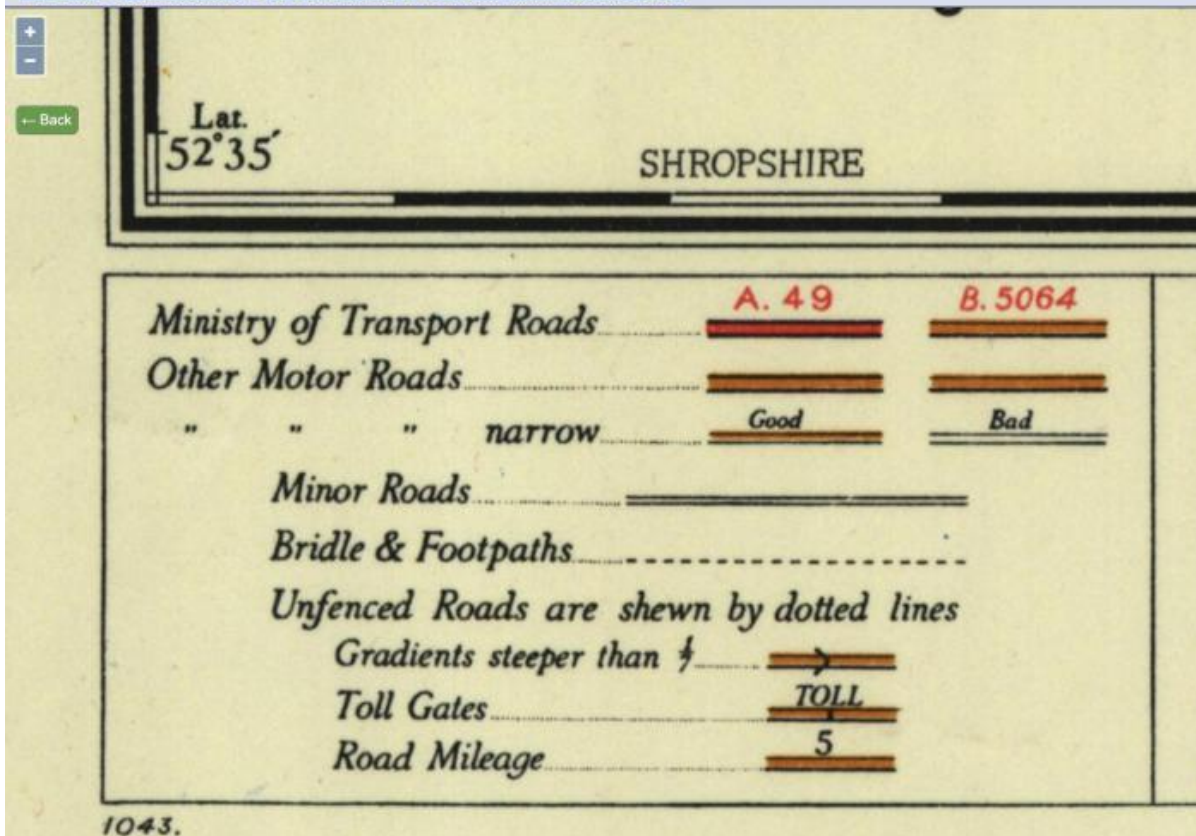 +
-
← Back
Lat.
52°35′
SHROPSHIRE
Ministry of Transport Roads A. 49 B. 5064
Other Motor Roads
" " " narrow Good Bad
Minor Roads
Bridle & Footpaths
Unfenced Roads are shewn by dotted lines
Gradients steeper than 1/7
Toll Gates TOLL
Road Mileage 5
1043.